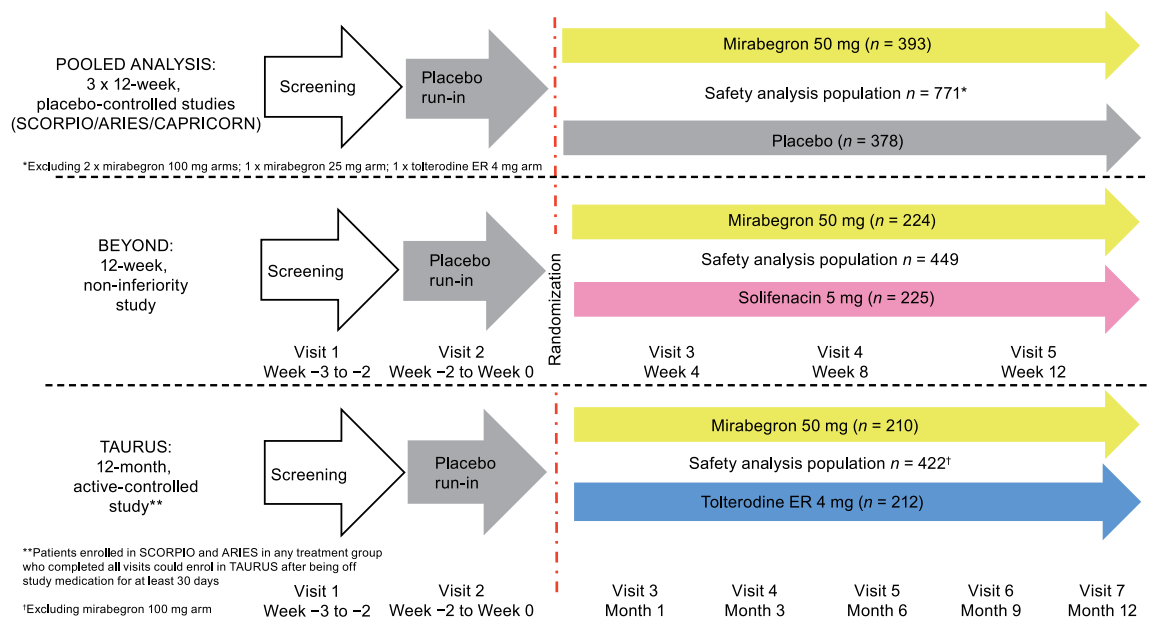 POOLED ANALYSIS:
3 x 12-week,
placebo-controlled studies
(SCORPIO/ARIES/CAPRICORN)
Screening
Placebo
run-in
Mirabegron 50 mg (n = 393)
Safety analysis population n = 771*
Placebo (n = 378)
*Excluding 2 x mirabegron 100 mg arms; 1 x mirabegron 25 mg arm; 1 x tolterodine ER 4 mg arm
BEYOND:
12-week,
non-inferiority
study
Screening
Placebo
run-in
Randomization
Mirabegron 50 mg (n = 224)
Safety analysis population n = 449
Solifenacin 5 mg (n = 225)
Visit 1
Week −3 to −2
Visit 2
Week −2 to Week 0
Visit 3
Week 4
Visit 4
Week 8
Visit 5
Week 12
TAURUS:
12-month,
active-controlled
study**
Screening
Placebo
run-in
Mirabegron 50 mg (n = 210)
Safety analysis population n = 422†
Tolterodine ER 4 mg (n = 212)
**Patients enrolled in SCORPIO and ARIES in any treatment group
who completed all visits could enrol in TAURUS after being off
study medication for at least 30 days
†Excluding mirabegron 100 mg arm
Visit 1
Week −3 to −2
Visit 2
Week −2 to Week 0
Visit 3
Month 1
Visit 4
Month 3
Visit 5
Month 6
Visit 6
Month 9
Visit 7
Month 12